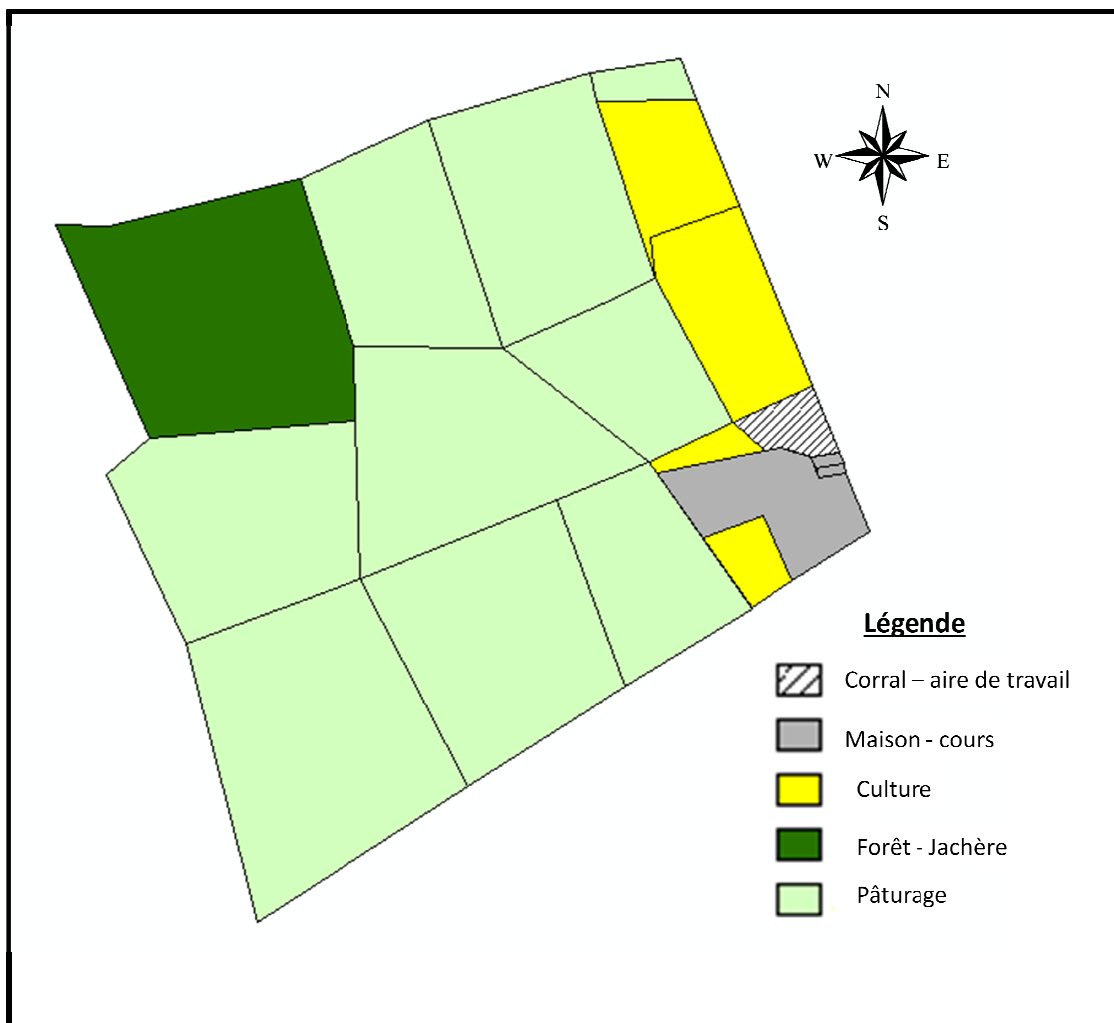 N
W E
S
Légende
Corral – aire de travail
Maison - cours
Culture
Forêt - Jachère
Pâturage